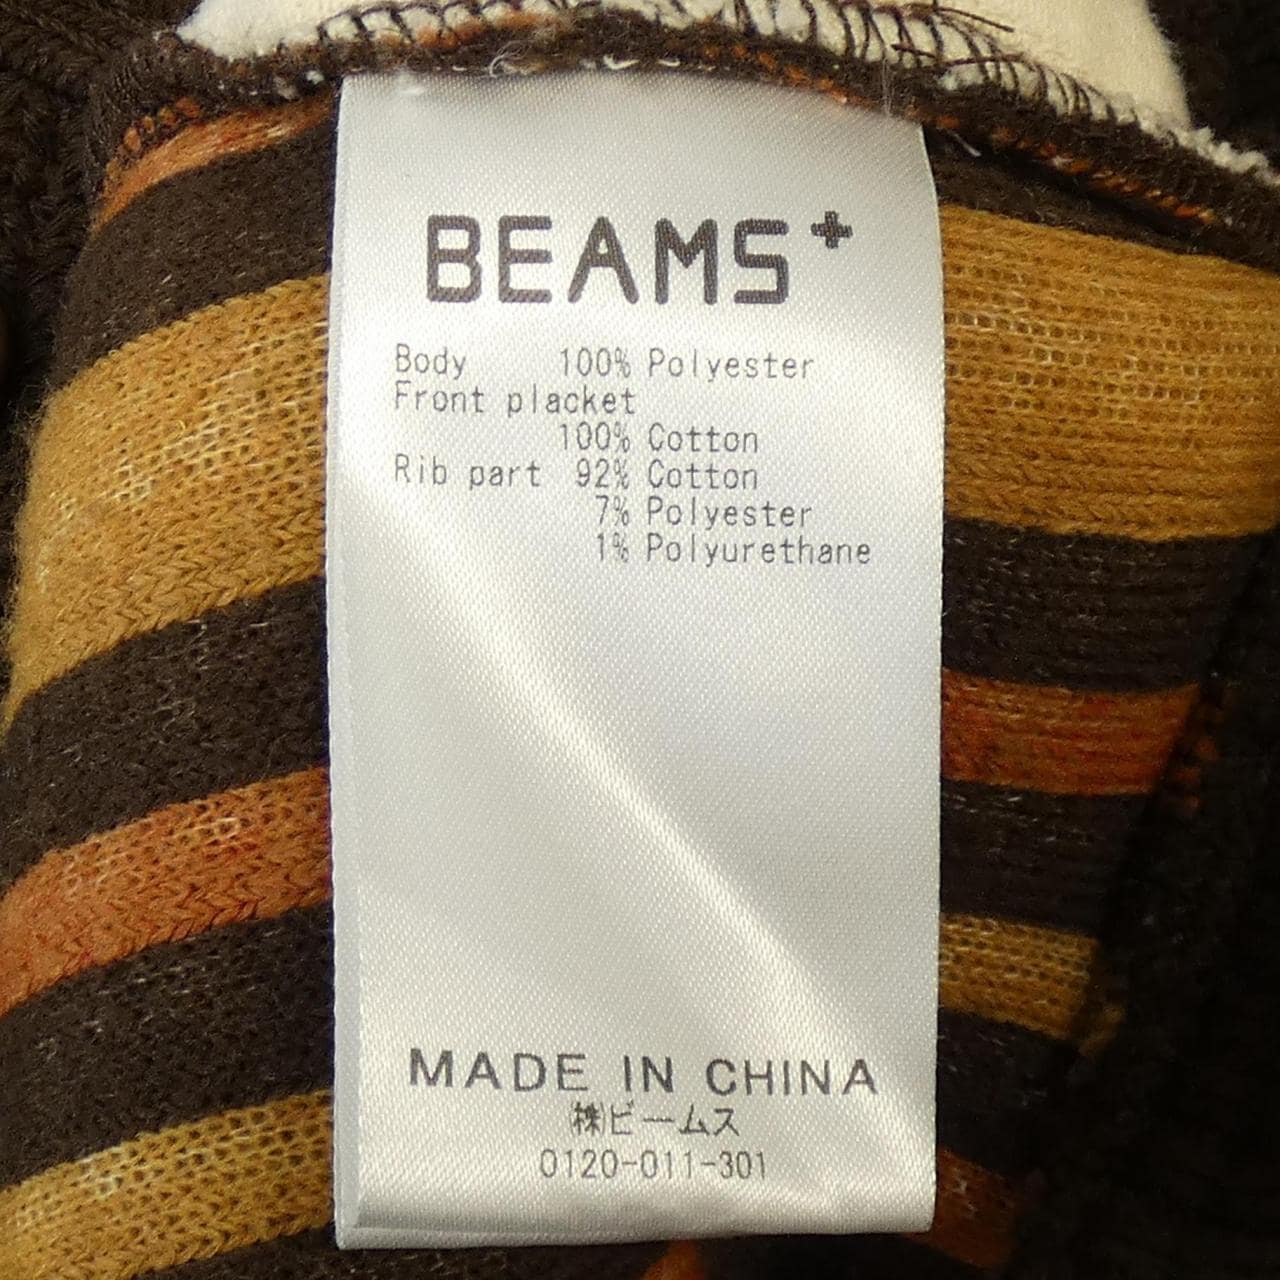 BEAMS+
Body 100% Polyester
Front placket
100% Cotton
Rib part 92% Cotton
7% Polyester
1% Polyurethane
MADE IN CHINA
㈱ビームス
0120-011-301